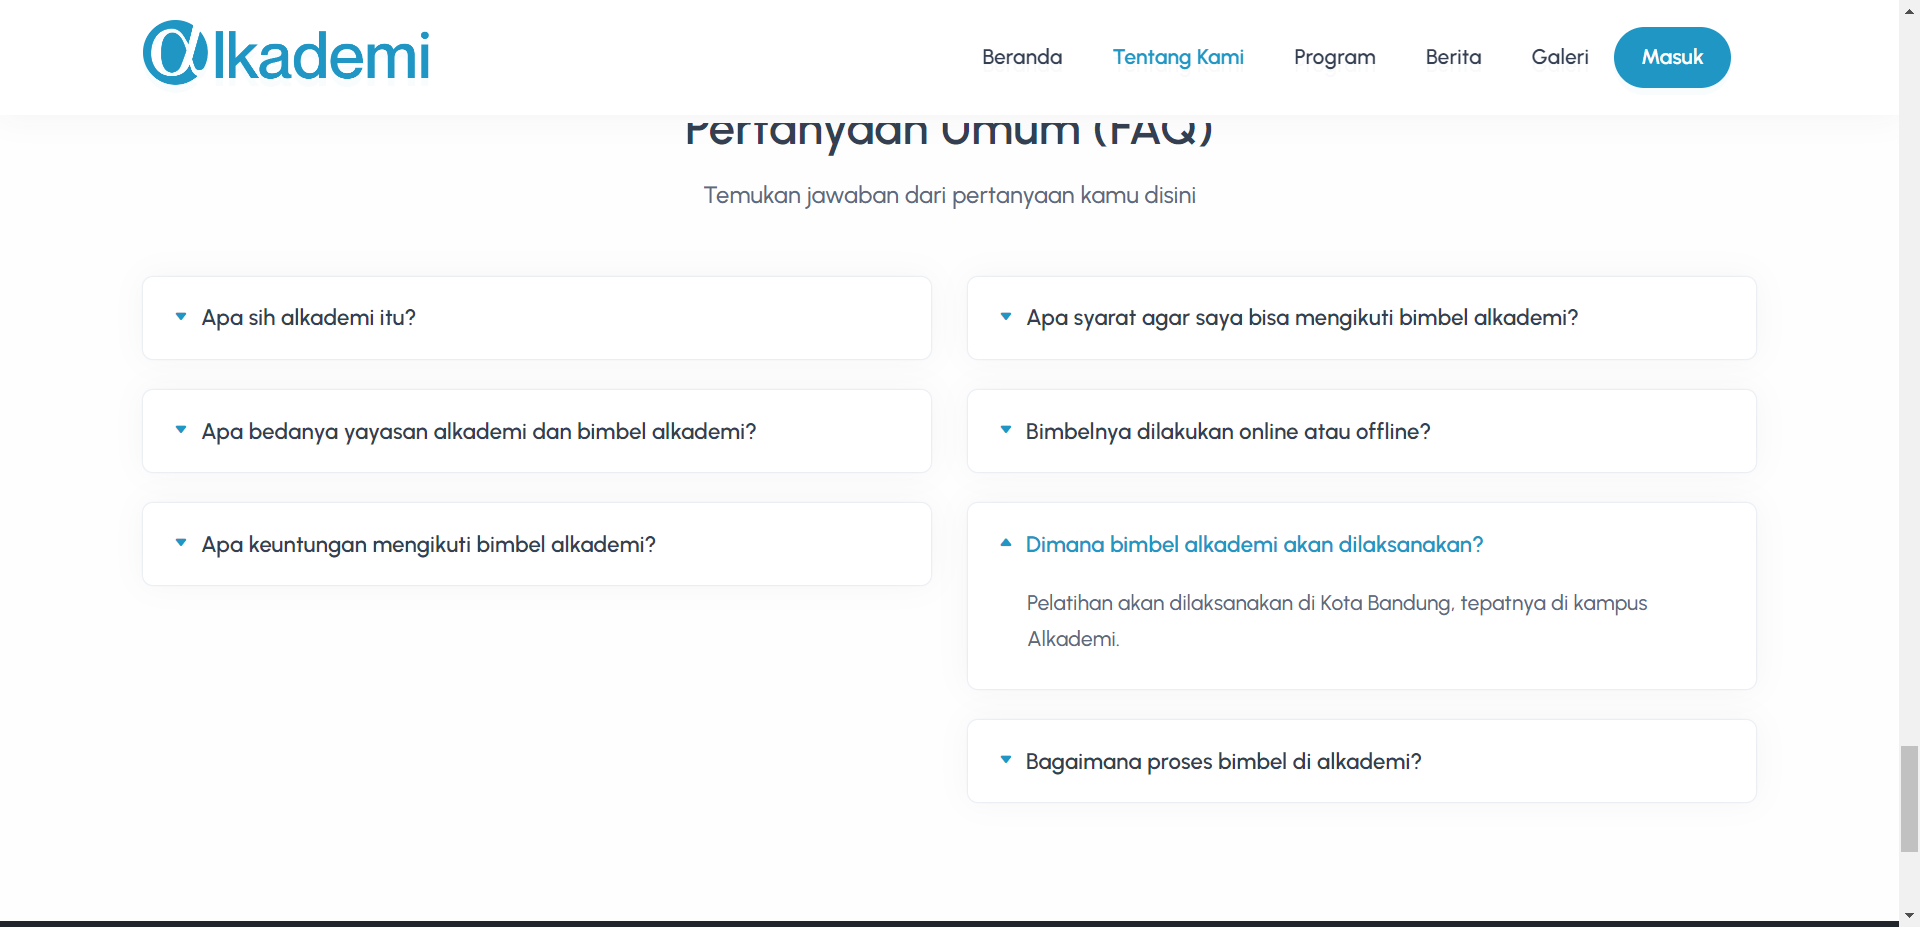 @lkademi
Beranda
Tentang Kami
Program
Berita
Galeri
Masuk
Pertanyaan Umum (FAQ)
Temukan jawaban dari pertanyaan kamu disini
Apa sih alkademi itu?
Apa bedanya yayasan alkademi dan bimbel alkademi?
Apa keuntungan mengikuti bimbel alkademi?
Apa syarat agar saya bisa mengikuti bimbel alkademi?
Bimbelnya dilakukan online atau offline?
Dimana bimbel alkademi akan dilaksanakan?
Pelatihan akan dilaksanakan di Kota Bandung, tepatnya di kampus
Alkademi.
Bagaimana proses bimbel di alkademi?